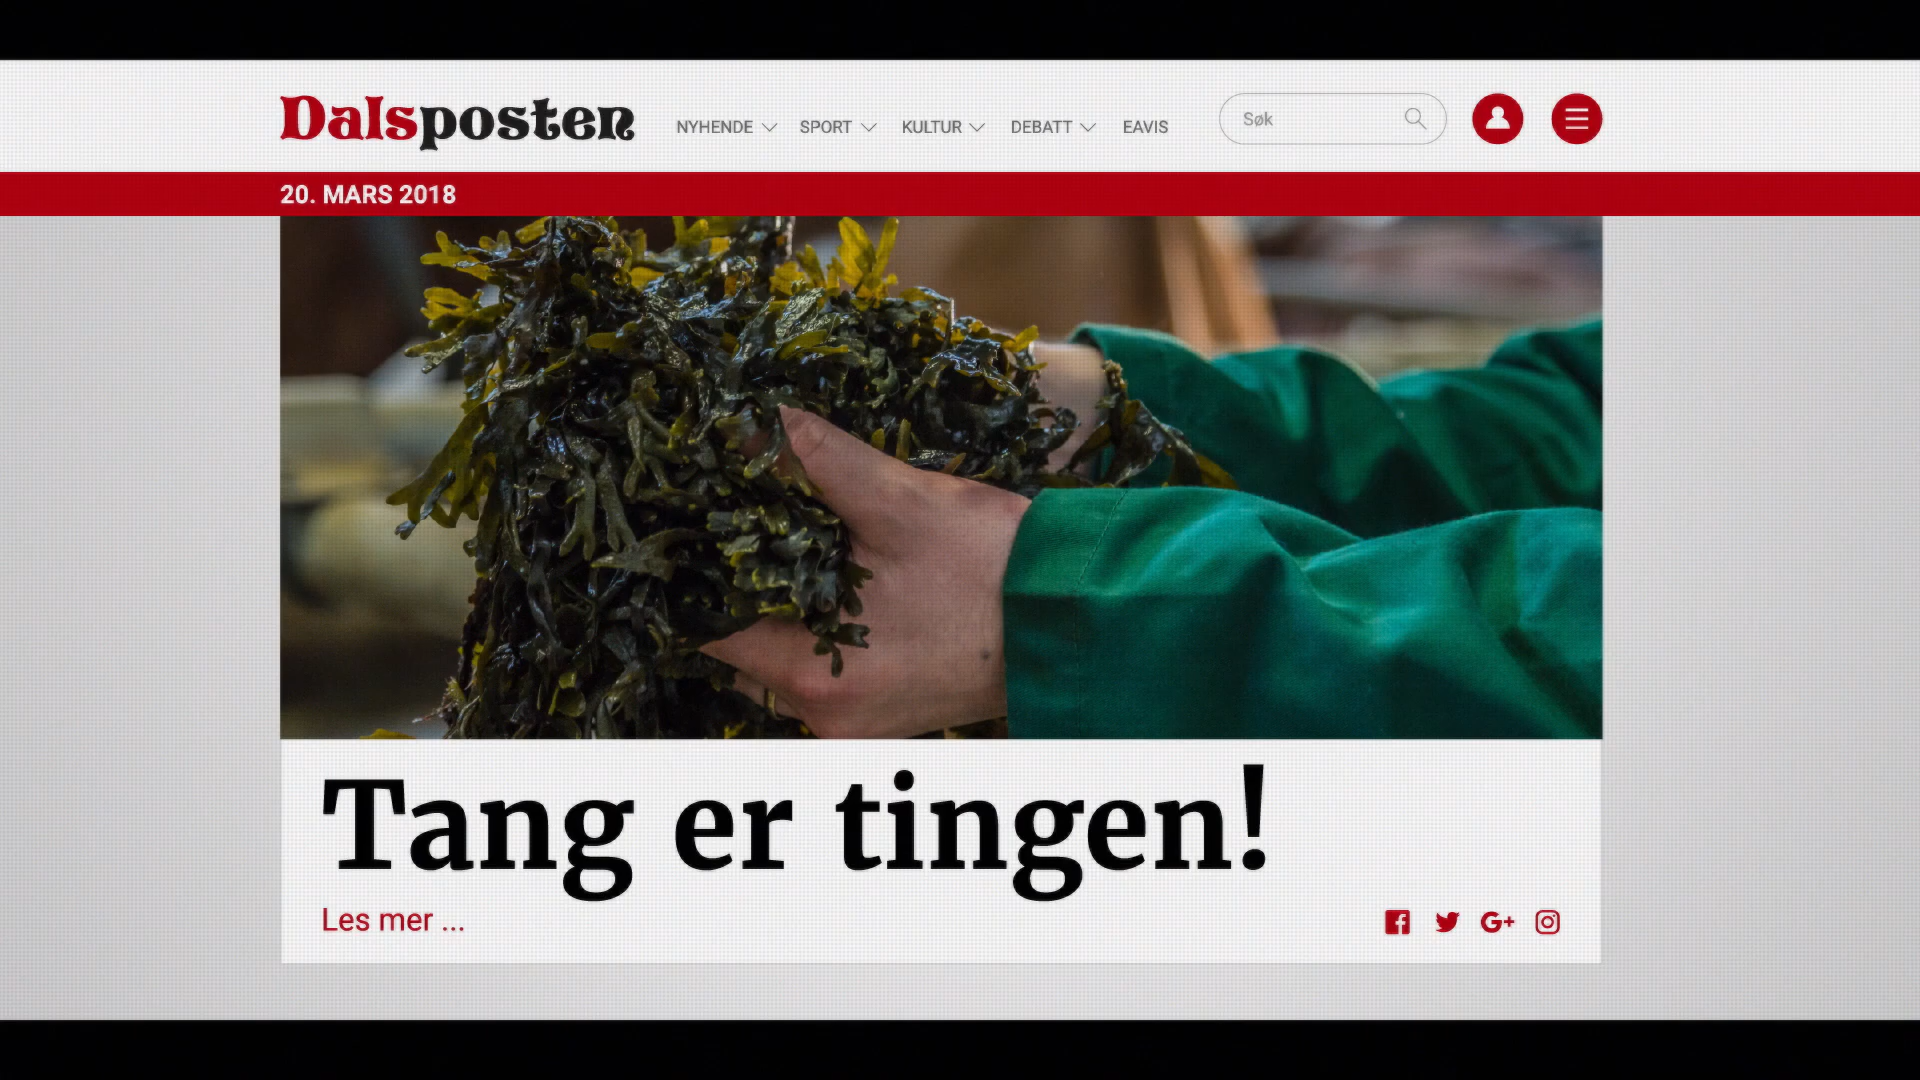 Dalsposten
NYHENDE SPORT KULTUR DEBATT EAVIS
Søk
20. MARS 2018
Tang er tingen!
Les mer ...
G+